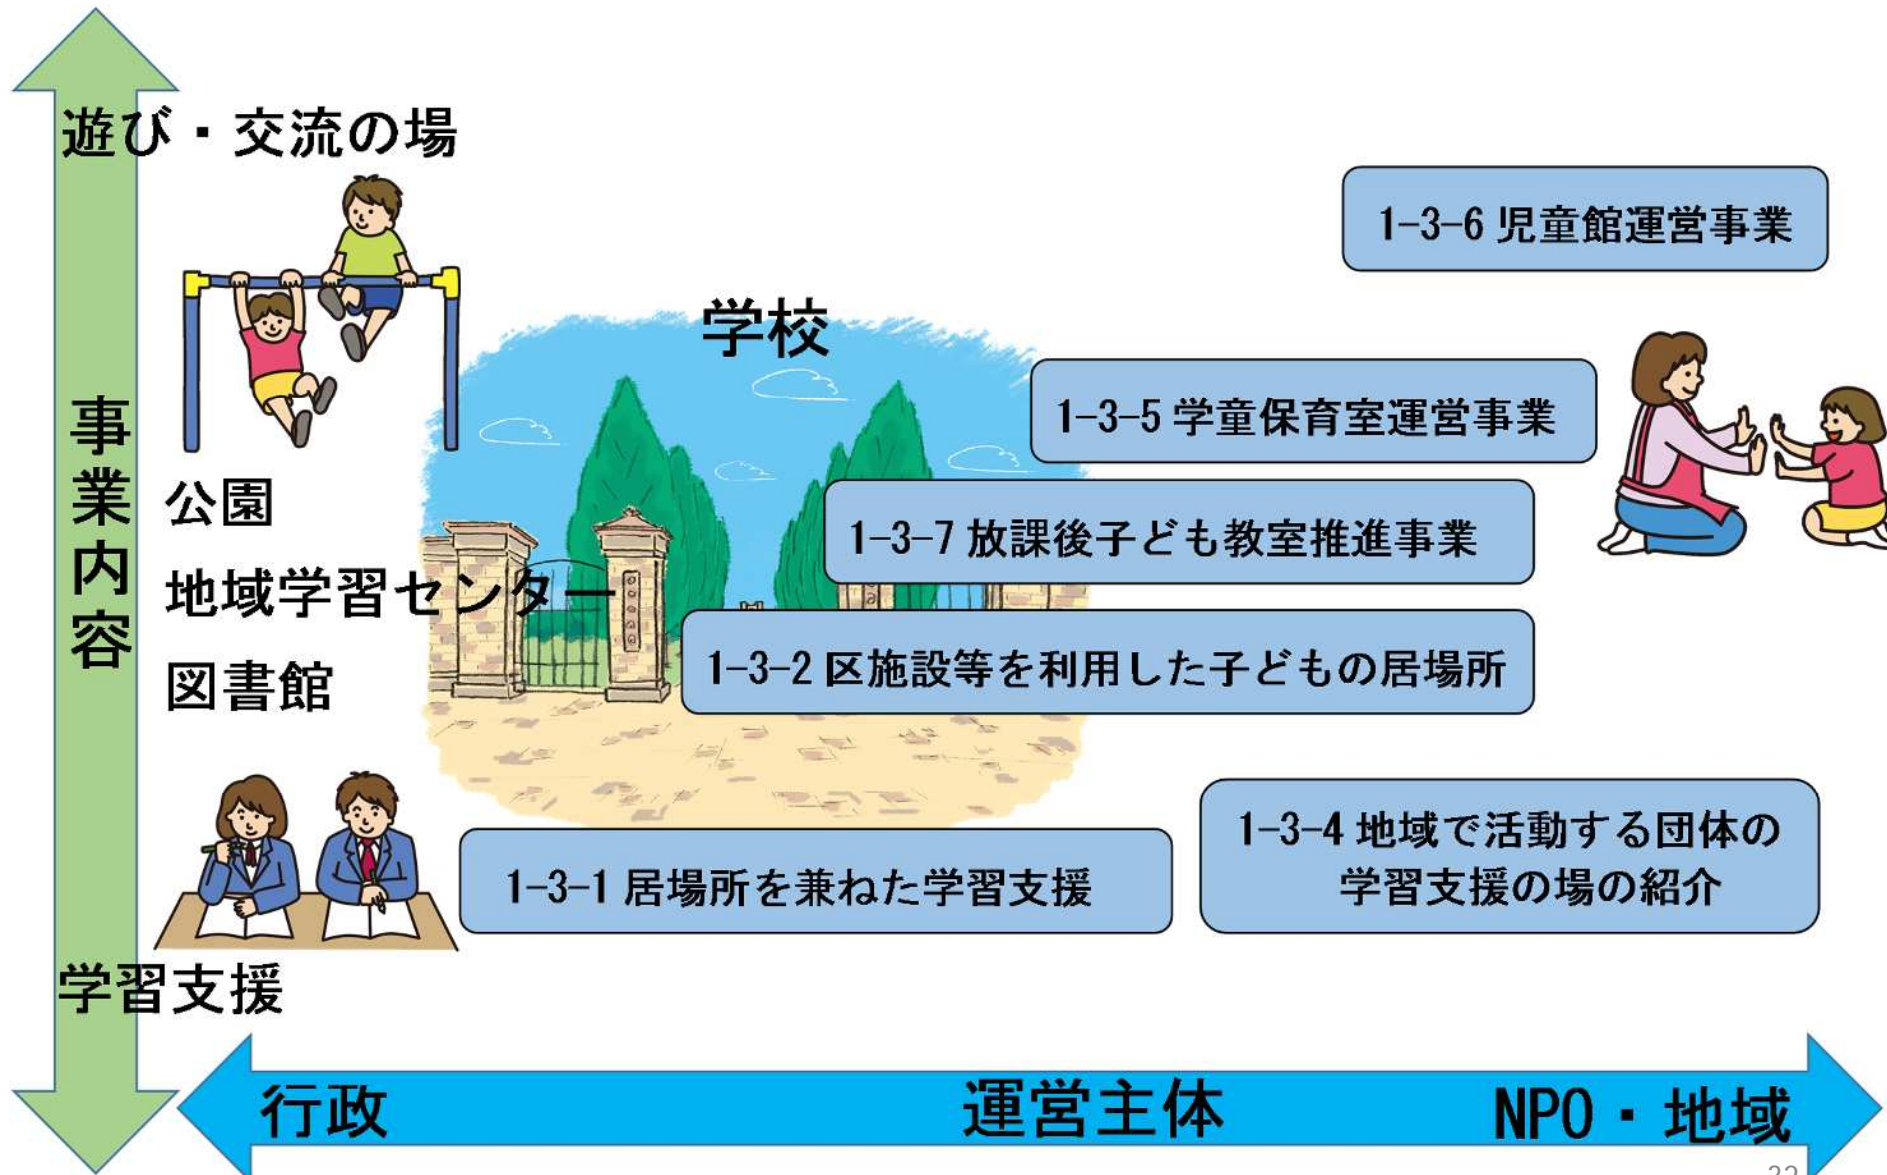 遊び・交流の場
1-3-6 児童館運営事業
学校
1-3-5 学童保育室運営事業
事業内容
公園
1-3-7 放課後子ども教室推進事業
地域学習センター
1-3-2 区施設等を利用した子どもの居場所
図書館
1-3-4 地域で活動する団体の
学習支援の場の紹介
1-3-1 居場所を兼ねた学習支援
学習支援
行政
運営主体
NPO・地域